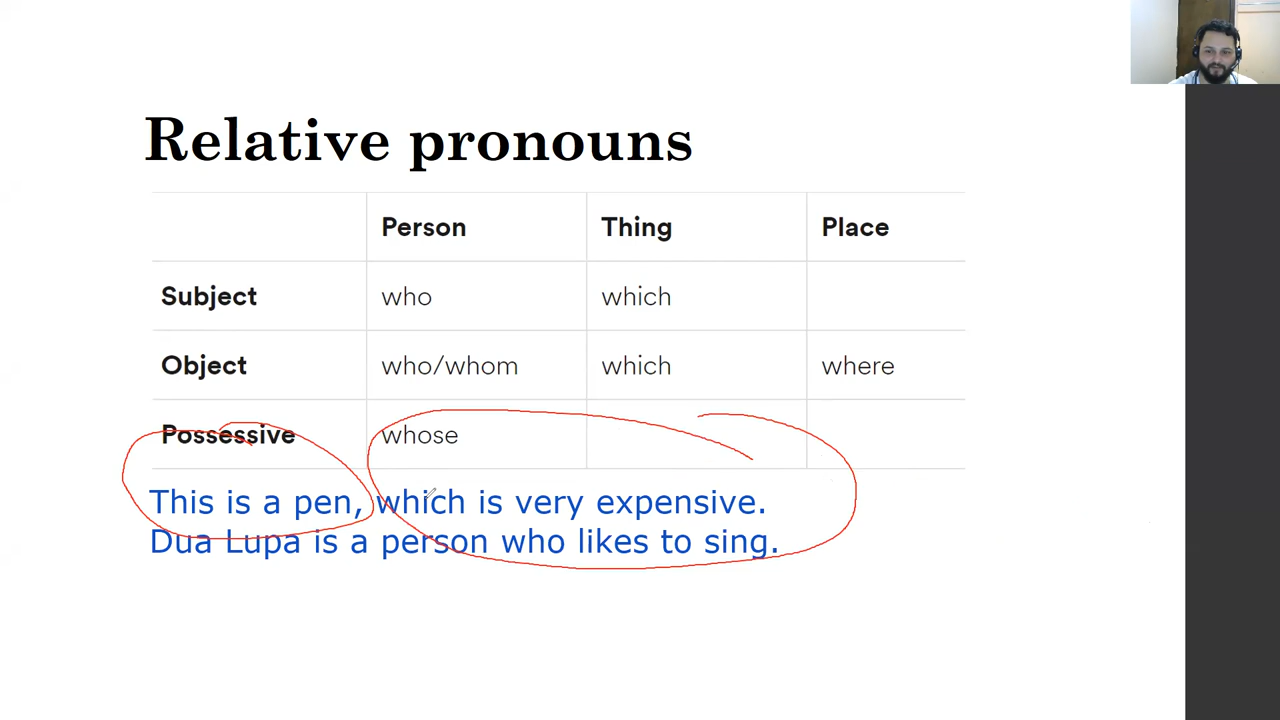 Relative pronouns
Person Thing Place
Subject who which
Object who/whom which where
Possessive whose
This is a pen, which is very expensive.
Dua Lupa is a person who likes to sing.